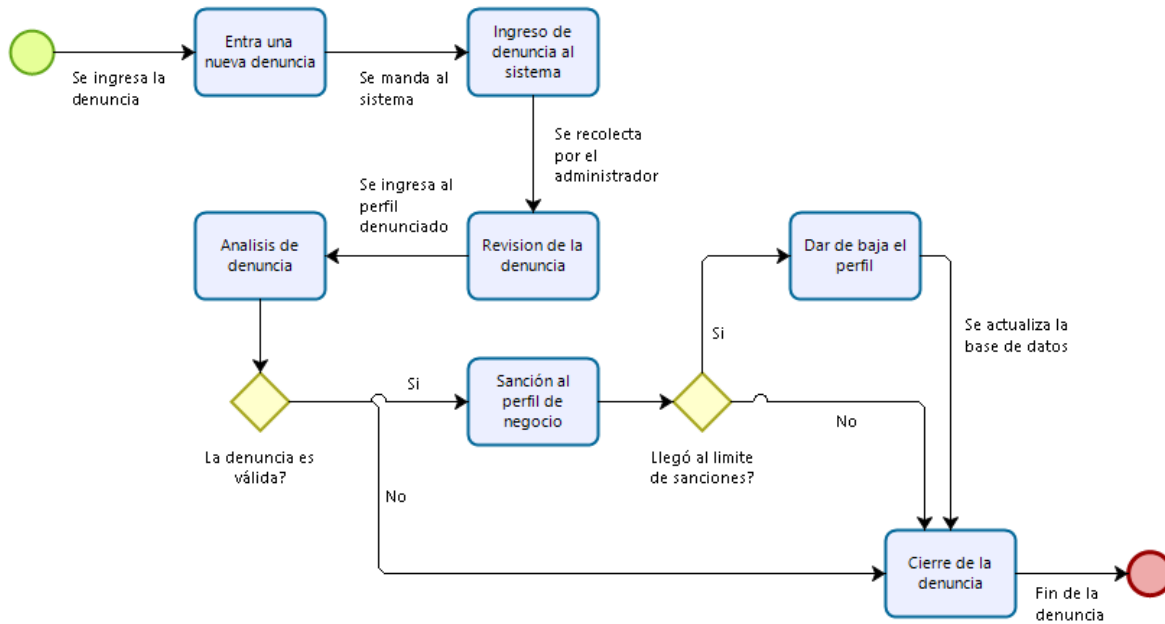 Entra una
nueva denuncia
Ingreso de
denuncia al
sistema
Se ingresa la
denuncia
Se manda al
sistema
Se recolecta
por el
administrador
Se ingresa al
perfil
denunciado
Analisis de
denuncia
Revision de la
denuncia
Dar de baja el
perfil
Si
Se actualiza la
base de datos
Si
Sanción al
perfil de
negocio
No
La denuncia es
válida?
Llegó al limite
de sanciones?
No
Cierre de la
denuncia
Fin de la
denuncia